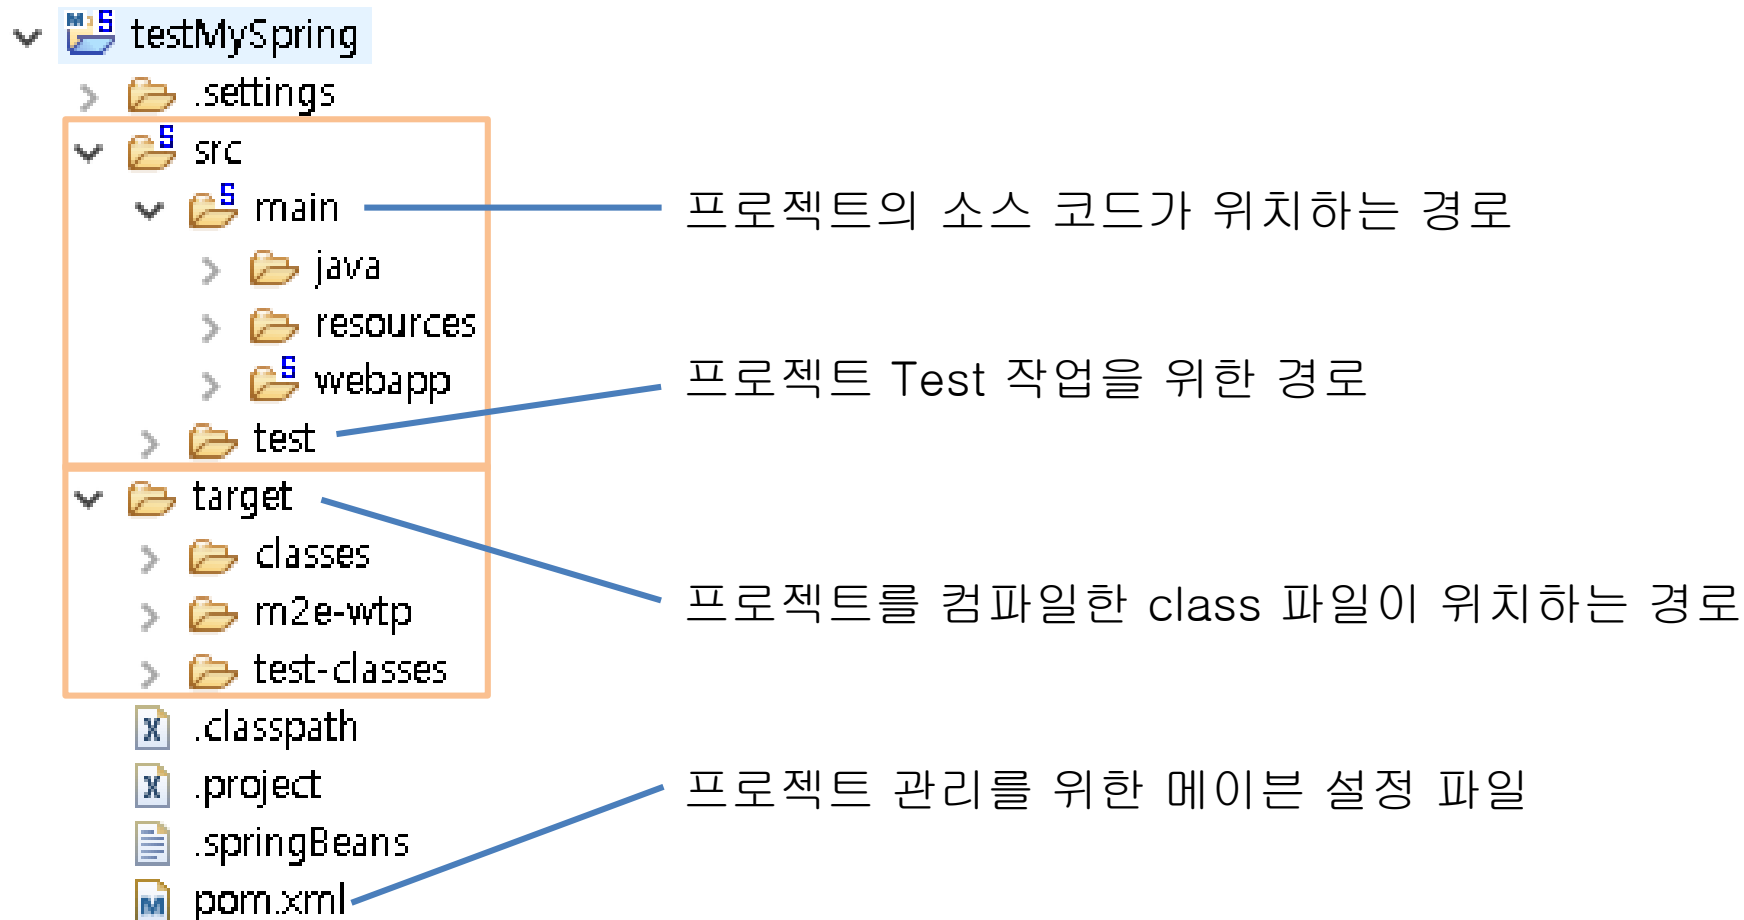 testMySpring
.settings
src
main
프로젝트의 소스 코드가 위치하는 경로
java
resources
webapp
프로젝트 Test 작업을 위한 경로
test
target
classes
프로젝트를 컴파일한 class 파일이 위치하는 경로
m2e-wtp
test-classes
.classpath
.project
프로젝트 관리를 위한 메이븐 설정 파일
.springBeans
pom.xml